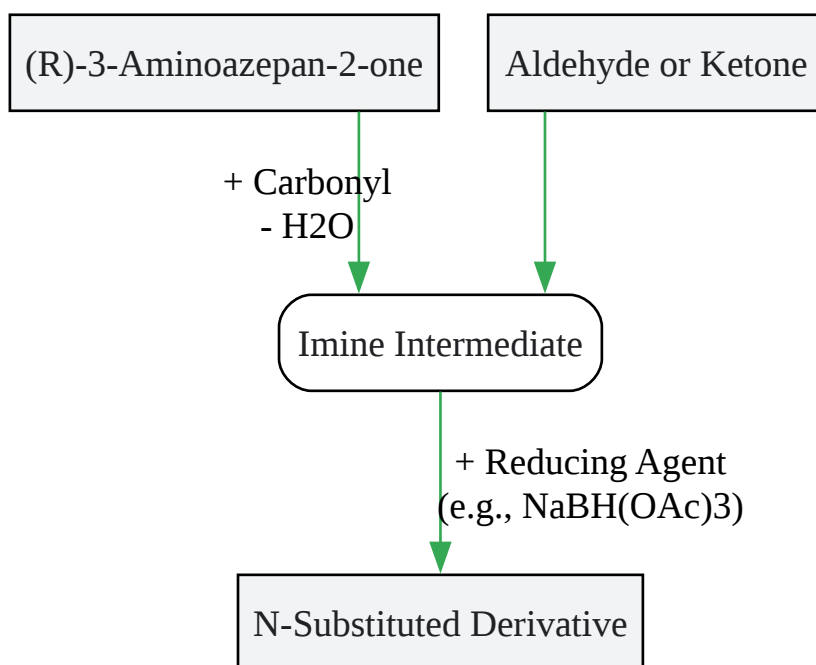 (R)-3-Aminoazepan-2-one
Aldehyde or Ketone
+ Carbonyl
- H2O
Imine Intermediate
+ Reducing Agent
(e.g., NaBH(OAc)3)
N-Substituted Derivative